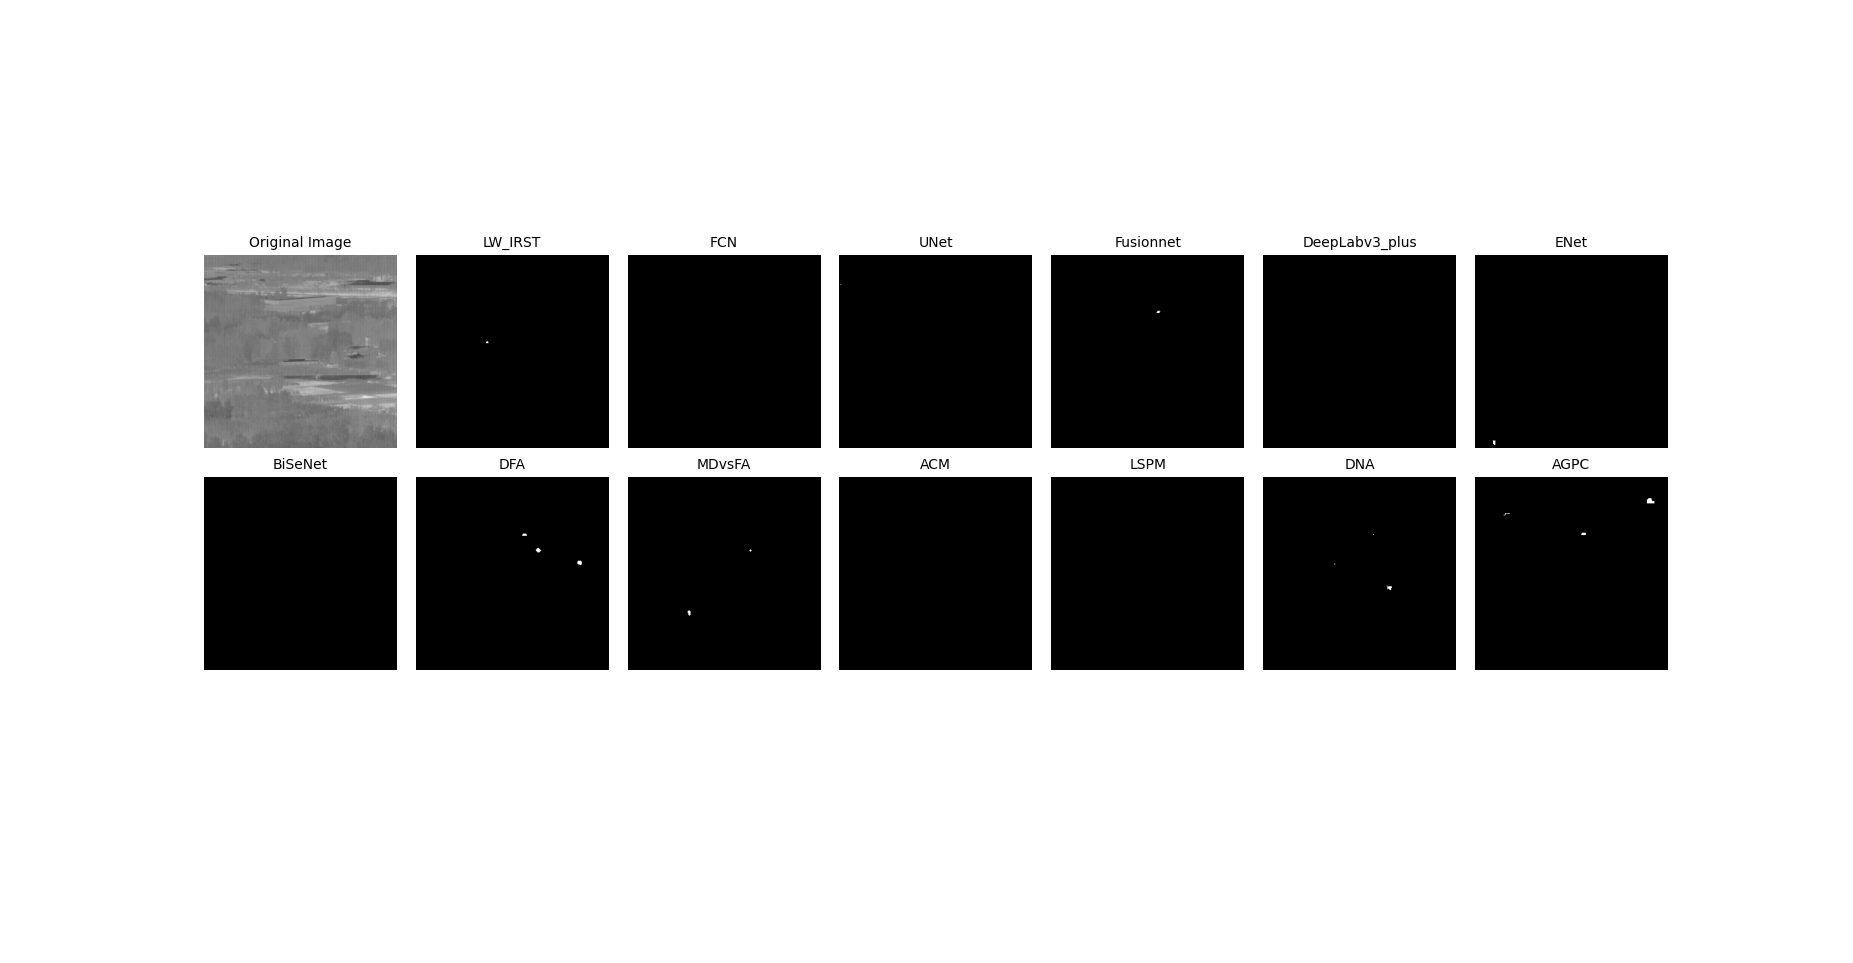 Original Image LW_IRST FCN UNet Fusionnet DeepLabv3_plus ENet
BiSeNet DFA MDvsFA ACM LSPM DNA AGPC